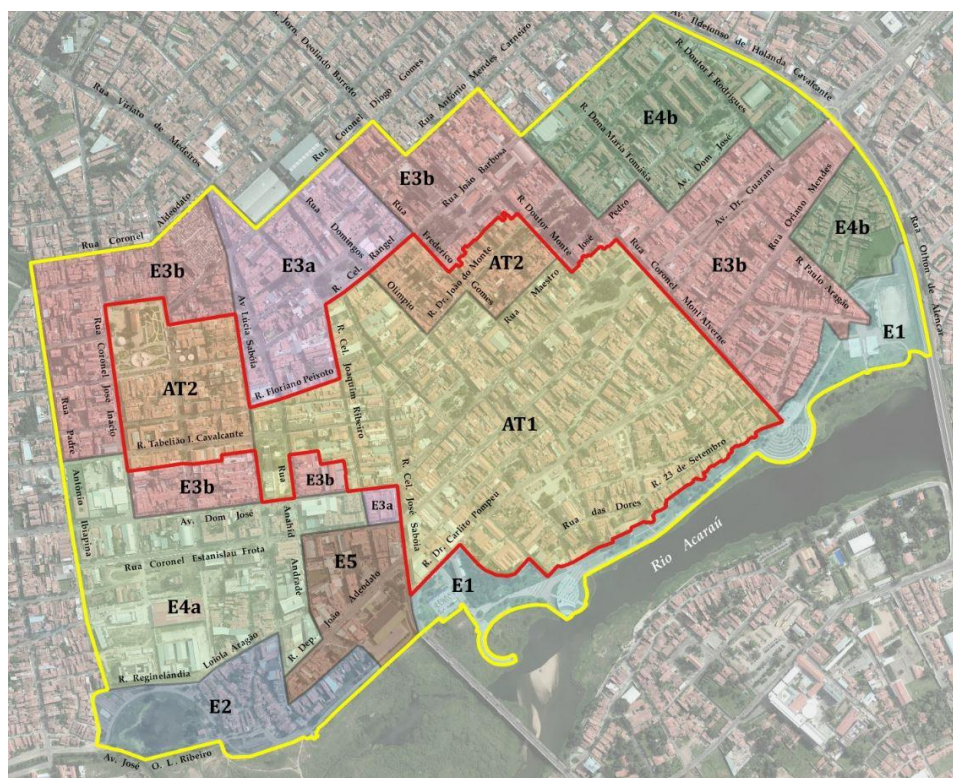 Av. Ildefonso de Holanda Cavalcante
R. Jorn. Deolindo Barreto
Rua Coronel Diogo Gomes
Rua Antônio Mendes Carneiro
R. Doutor F. Rodrigues
Rua Viriato de Medeiros
E4b
R. Dona Maria Tomásia
Av. Dom José
E3b
Rua João Barbosa
Av. Dr. Guarani
Rua Oriano Mendes
Rua Coronel Aldeodato
Rua Domingos
Olímpio
R. Cel. Rangel
Rua Frederico
Gomes
R. Doutor Monte
José
Pedro
E4b
Rua Othon de Alencar
E3b
E3a
R. Dr. João do Monte
AT2
Rua Maestro
Rua Coronel Mont'Alverne
E3b
R. Paulo Aragão
E1
Av. Lúcia Sabóia
Rua Coronel José Inácio
R. Floriano Peixoto
R. Cel. Joaquim Ribeiro
AT2
AT1
Rua Padre
Antônio Ibiapina
R. Tabelião I. Cavalcante
R. 23 de Setembro
E3b
Rua
Anahid
Andrade
E3b
R. Cel. José Sabóia
E3a
Av. Dom José
R. Dr. Carlito Pompeu
Rua das Dores
Rio Acaraú
Rua Coronel Estanislau Frota
E5
E1
E4a
R. Dep. João Adeodato
R. Reginelândia
Loiola Aragão
E2
Av. José O. L. Ribeiro